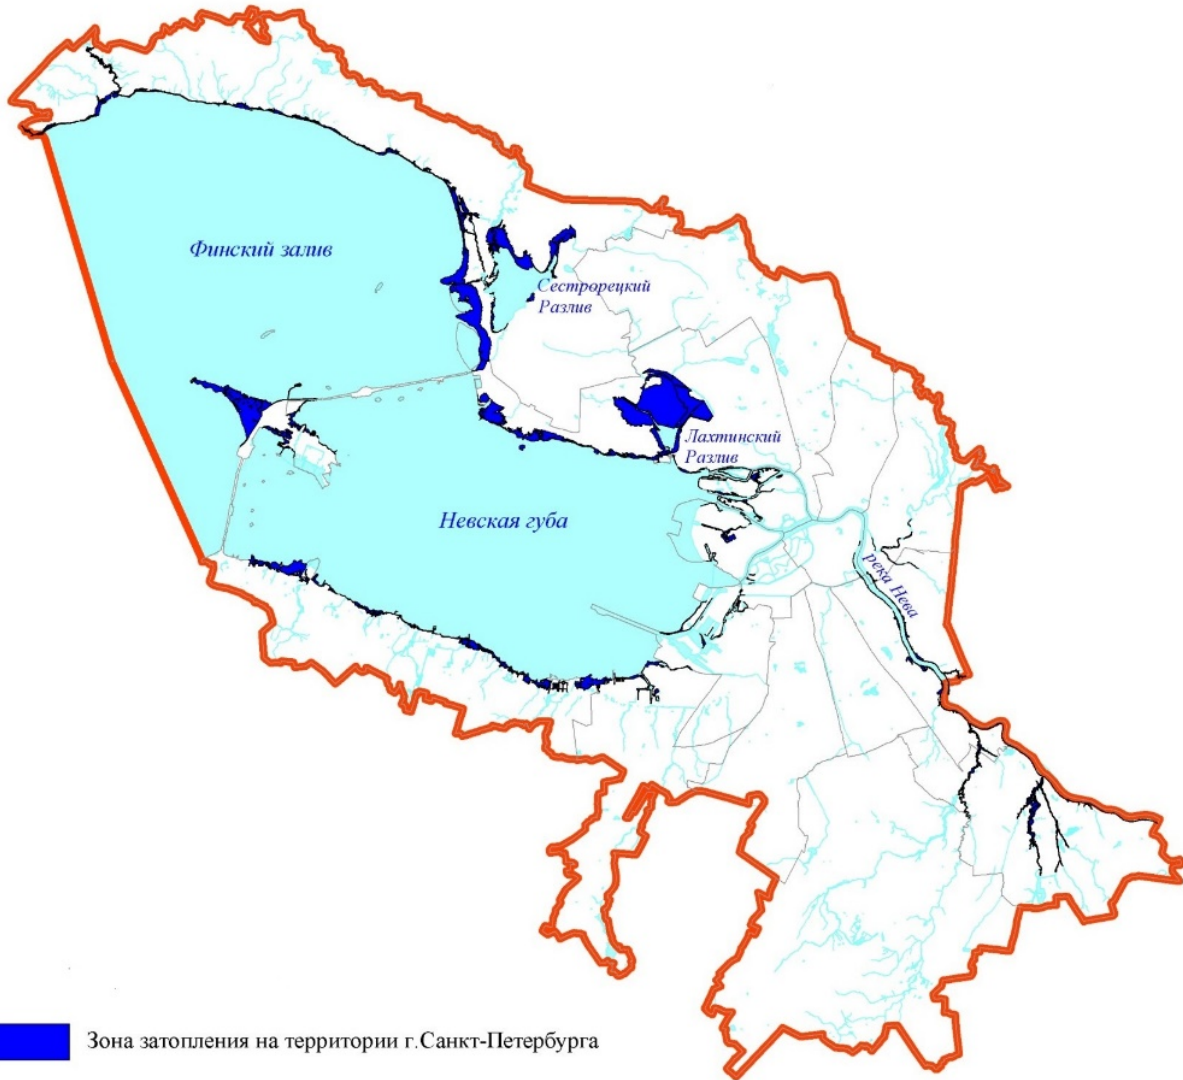 Финский залив
Сестрорецкий
Разлив
Лахтинский
Разлив
Невская губа
река Нева
Зона затопления на территории г.Санкт-Петербурга